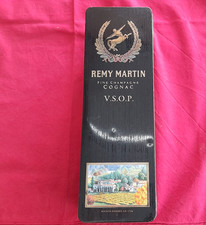 REMY MARTIN
FINE CHAMPAGNE
COGNAC
V.S.O.P.